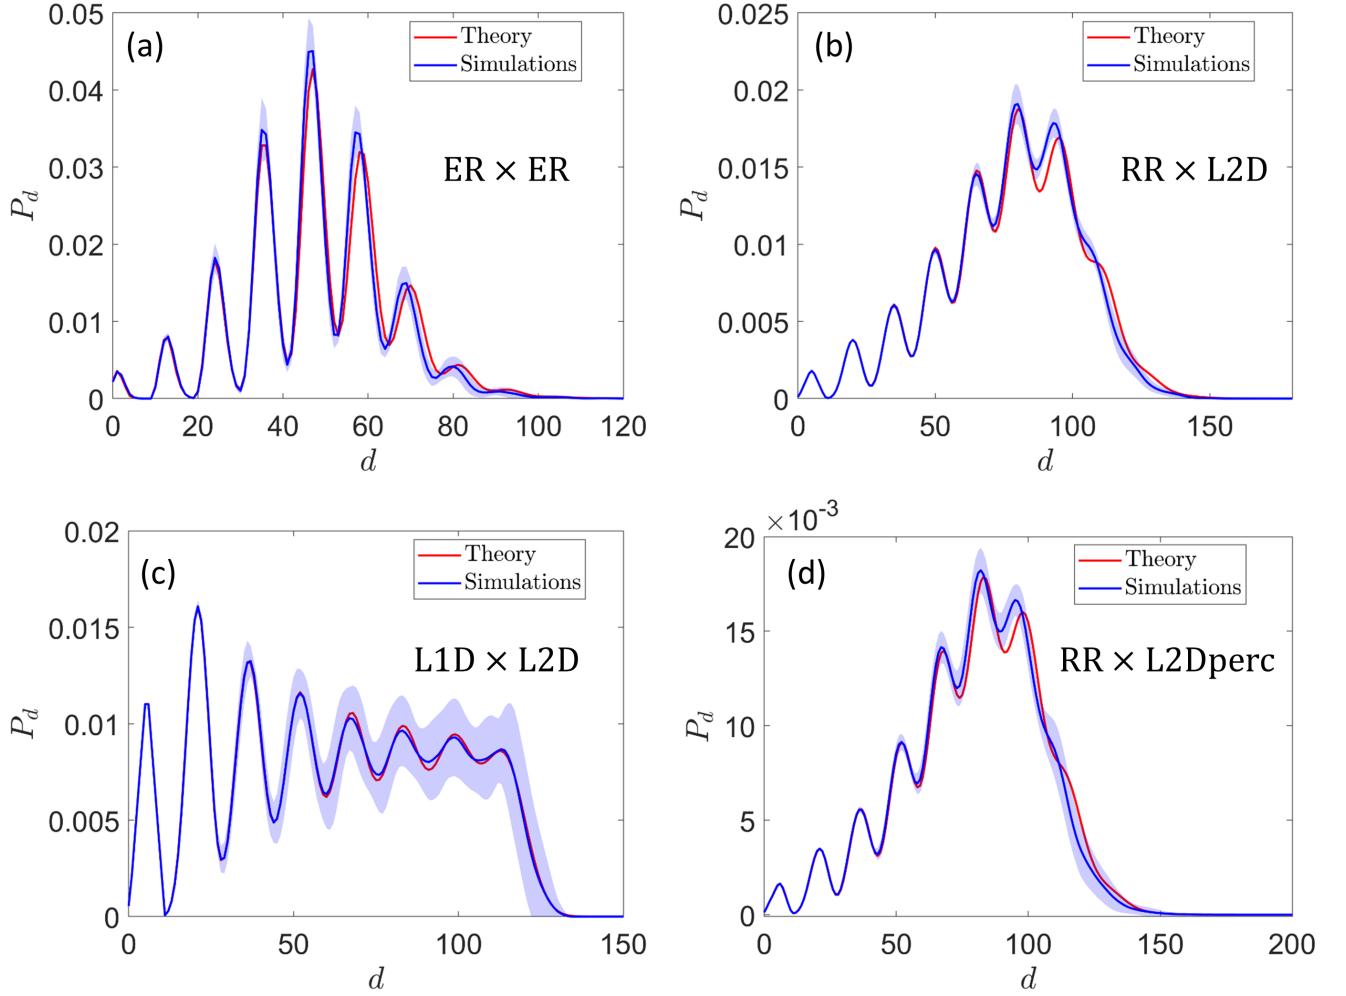 (a)
Theory
Simulations
ER × ER
0.05
0.04
0.03
0.02
0.01
0
P_d
0 20 40 60 80 100 120
d
(b)
Theory
Simulations
RR × L2D
0.025
0.02
0.015
0.01
0.005
0
P_d
0 50 100 150
d
(c)
Theory
Simulations
L1D × L2D
0.02
0.015
0.01
0.005
0
P_d
0 50 100 150
d
×10⁻³
(d)
Theory
Simulations
RR × L2Dperc
20
15
10
5
0
P_d
0 50 100 150 200
d